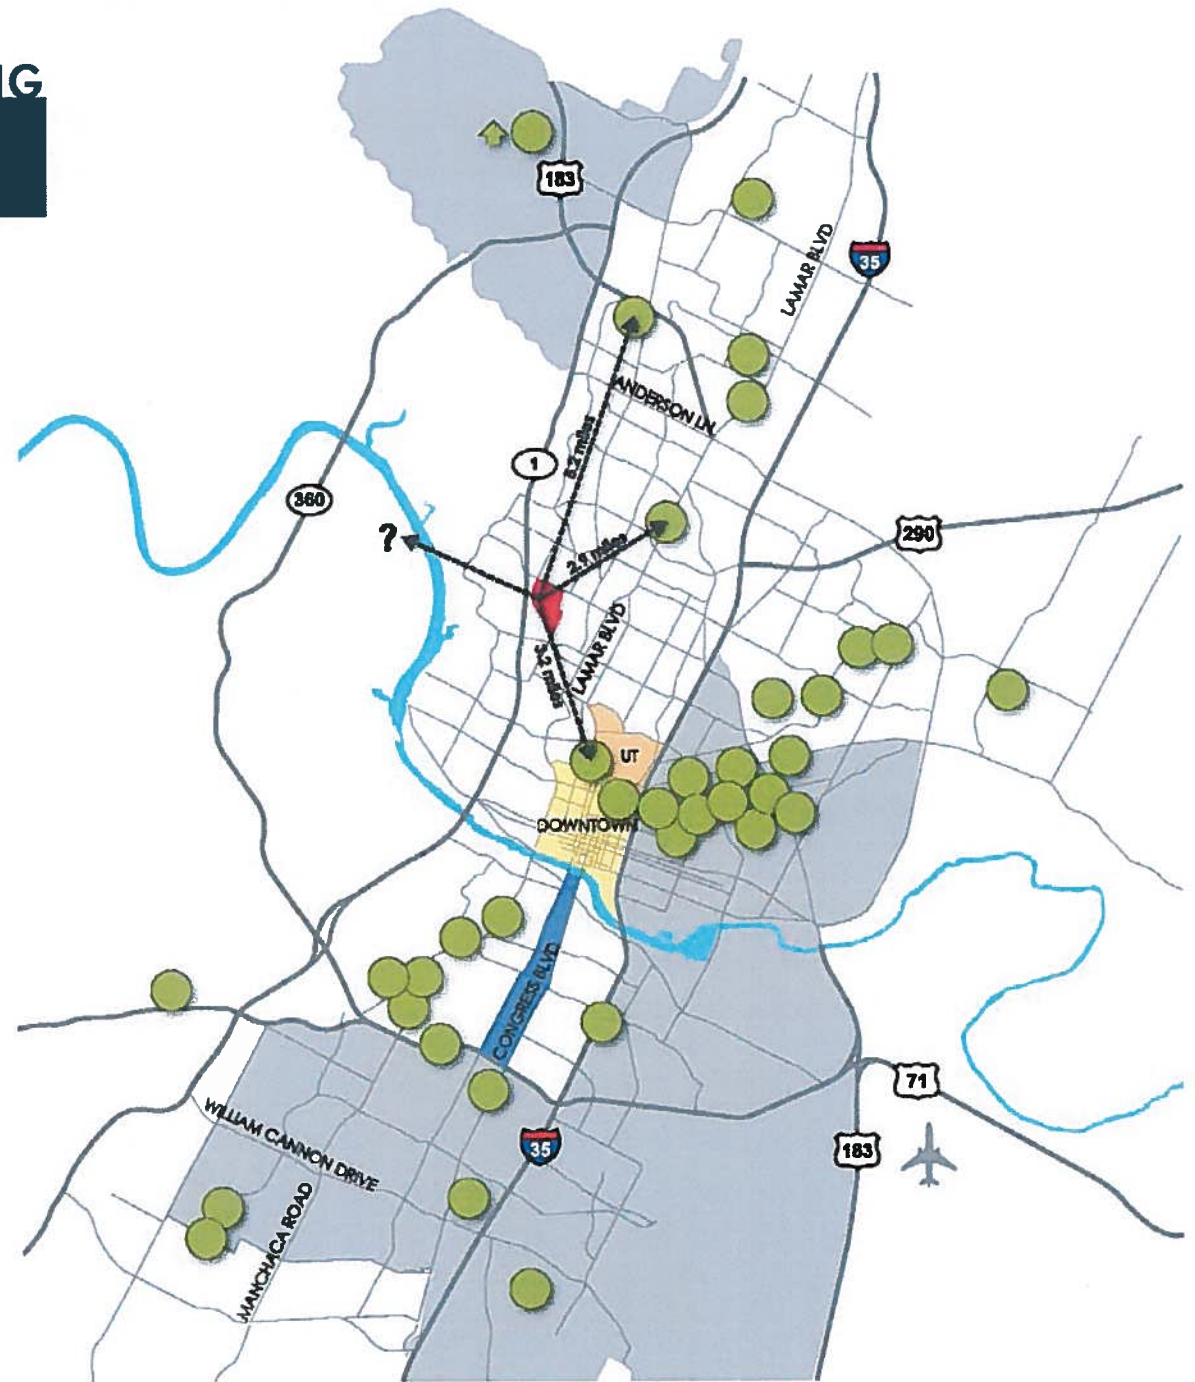 IG
183
LAMAR BLVD
35
ANDERSON LN.
1
360
290
?
2.9 miles
LAMAR BLVD
3.2 miles
UT
DOWNTOWN
CONGRESS BLVD
71
WILLIAM CANNON DRIVE
35
183
MANCHACA ROAD